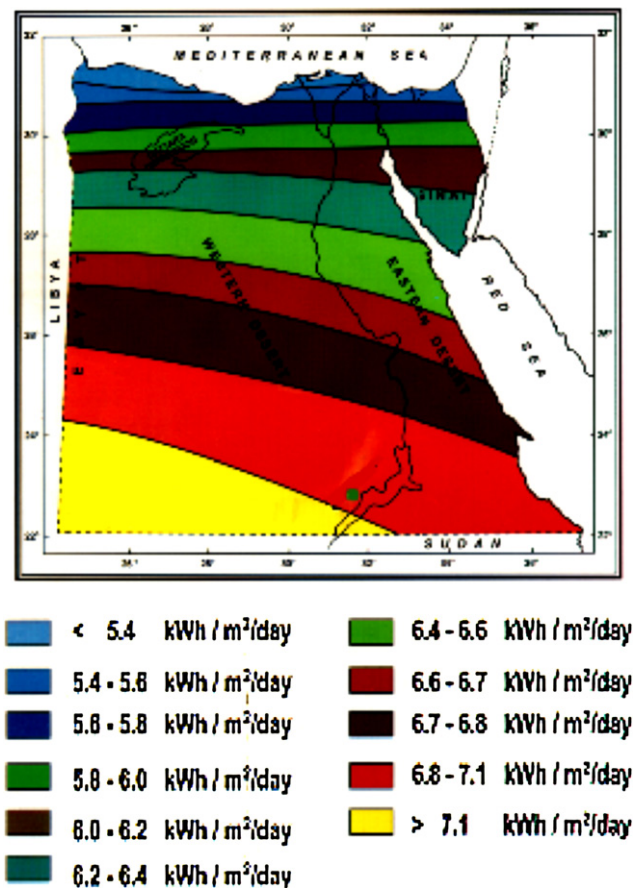 MEDITERRANEAN SEA
SINAI
LIBYA
EGYPT
WESTERN DESERT
EASTERN DESERT
RED SEA
SUDAN
< 5.4 kWh / m²/day
5.4 - 5.6 kWh / m²/day
5.6 - 5.8 kWh / m²/day
5.8 - 6.0 kWh / m²/day
6.0 - 6.2 kWh / m²/day
6.2 - 6.4 kWh / m²/day
6.4 - 6.6 kWh / m²/day
6.6 - 6.7 kWh / m²/day
6.7 - 6.8 kWh / m²/day
6.8 - 7.1 kWh / m²/day
> 7.1 kWh / m²/day